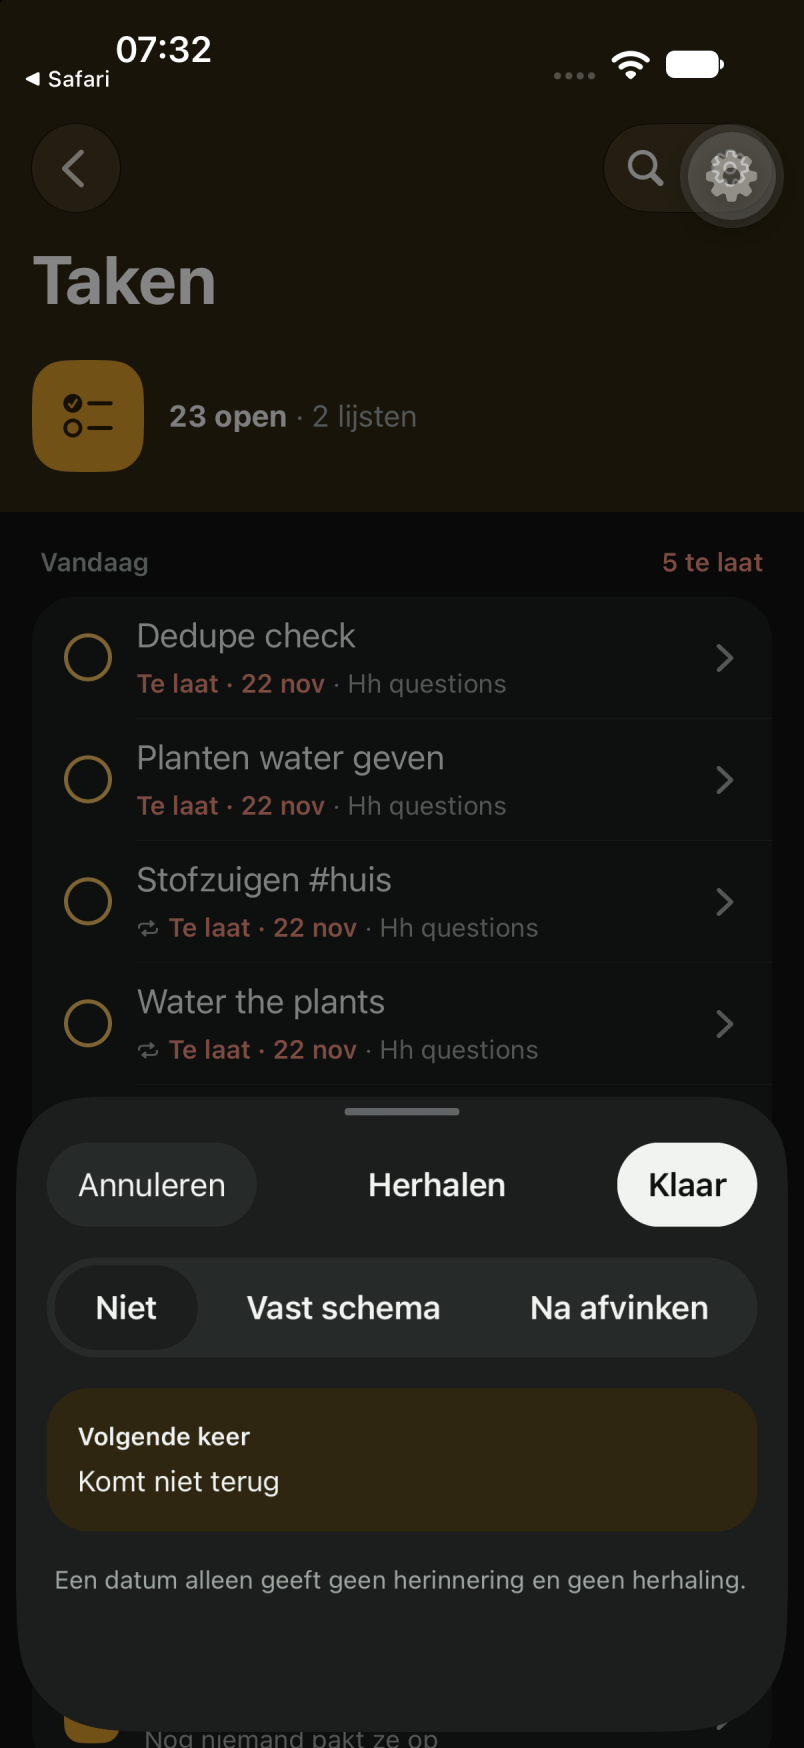 07:32
Safari
Taken
23 open · 2 lijsten
Vandaag
5 te laat
Dedupe check
Te laat · 22 nov · Hh questions
Planten water geven
Te laat · 22 nov · Hh questions
Stofzuigen #huis
Te laat · 22 nov · Hh questions
Water the plants
Te laat · 22 nov · Hh questions
Annuleren
Herhalen
Klaar
Niet
Vast schema
Na afvinken
Volgende keer
Komt niet terug
Een datum alleen geeft geen herinnering en geen herhaling.
Nog niemand pakt ze op